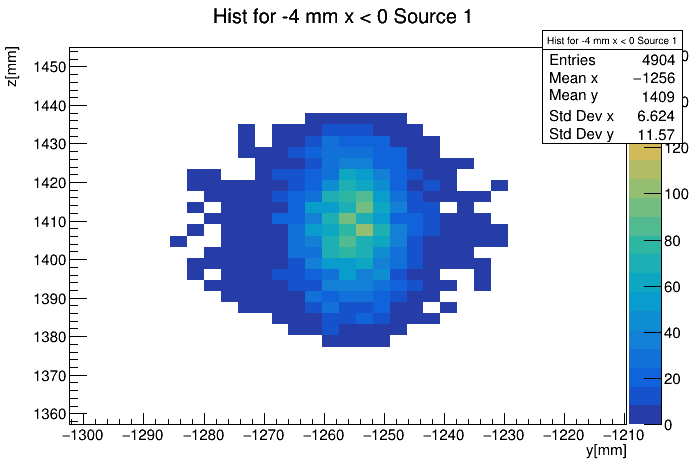 Hist for -4 mm x < 0 Source 1
Hist for -4 mm x < 0 Source 1
Entries 4904
Mean x −1256
Mean y 1409
Std Dev x 6.624
Std Dev y 11.57
z[mm]
1450
1440
1430
1420
1410
1400
1390
1380
1370
1360
−1300 −1290 −1280 −1270 −1260 −1250 −1240 −1230 −1220 −1210
y[mm]
120
100
80
60
40
20
0